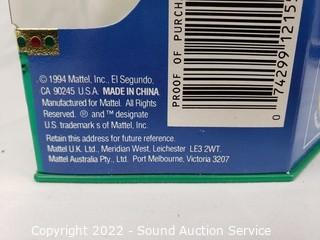 © 1994 Mattel, Inc., El Segundo,
CA 90245 U.S.A. MADE IN CHINA
Manufactured for Mattel. All Rights
Reserved. ® and ™ designate
U.S. trademark s of Mattel, Inc.
Retain this address for future reference.
Mattel U.K. Ltd., Meridian West, Leichester LE3 2WT.
Mattel Australia Pty., Ltd. Port Melbourne, Victoria 3207
PROOF OF PURCH
0 74299 1215
Copyright 2022 - Sound Auction Service